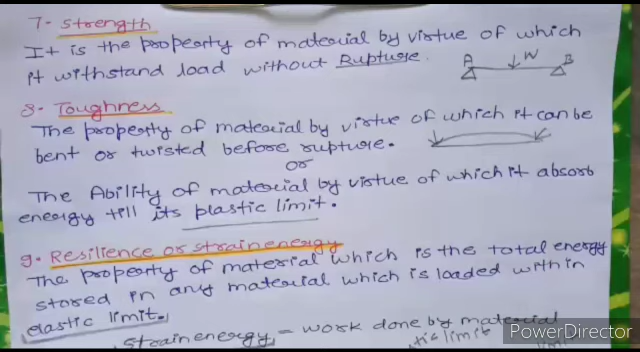 7- Strength
It is the property of material by virtue of which
it withstand load without Rupture.
A W B
8- Toughness
The property of material by virtue of which it can be
bent or twisted before rupture.
or
The Ability of material by virtue of which it absorb
energy till its plastic limit.
9- Resilience or strain energy
The property of material which is the total energy
stored in any material which is loaded within
elastic limit.
strain energy = work done by material
tic limit
PowerDirector